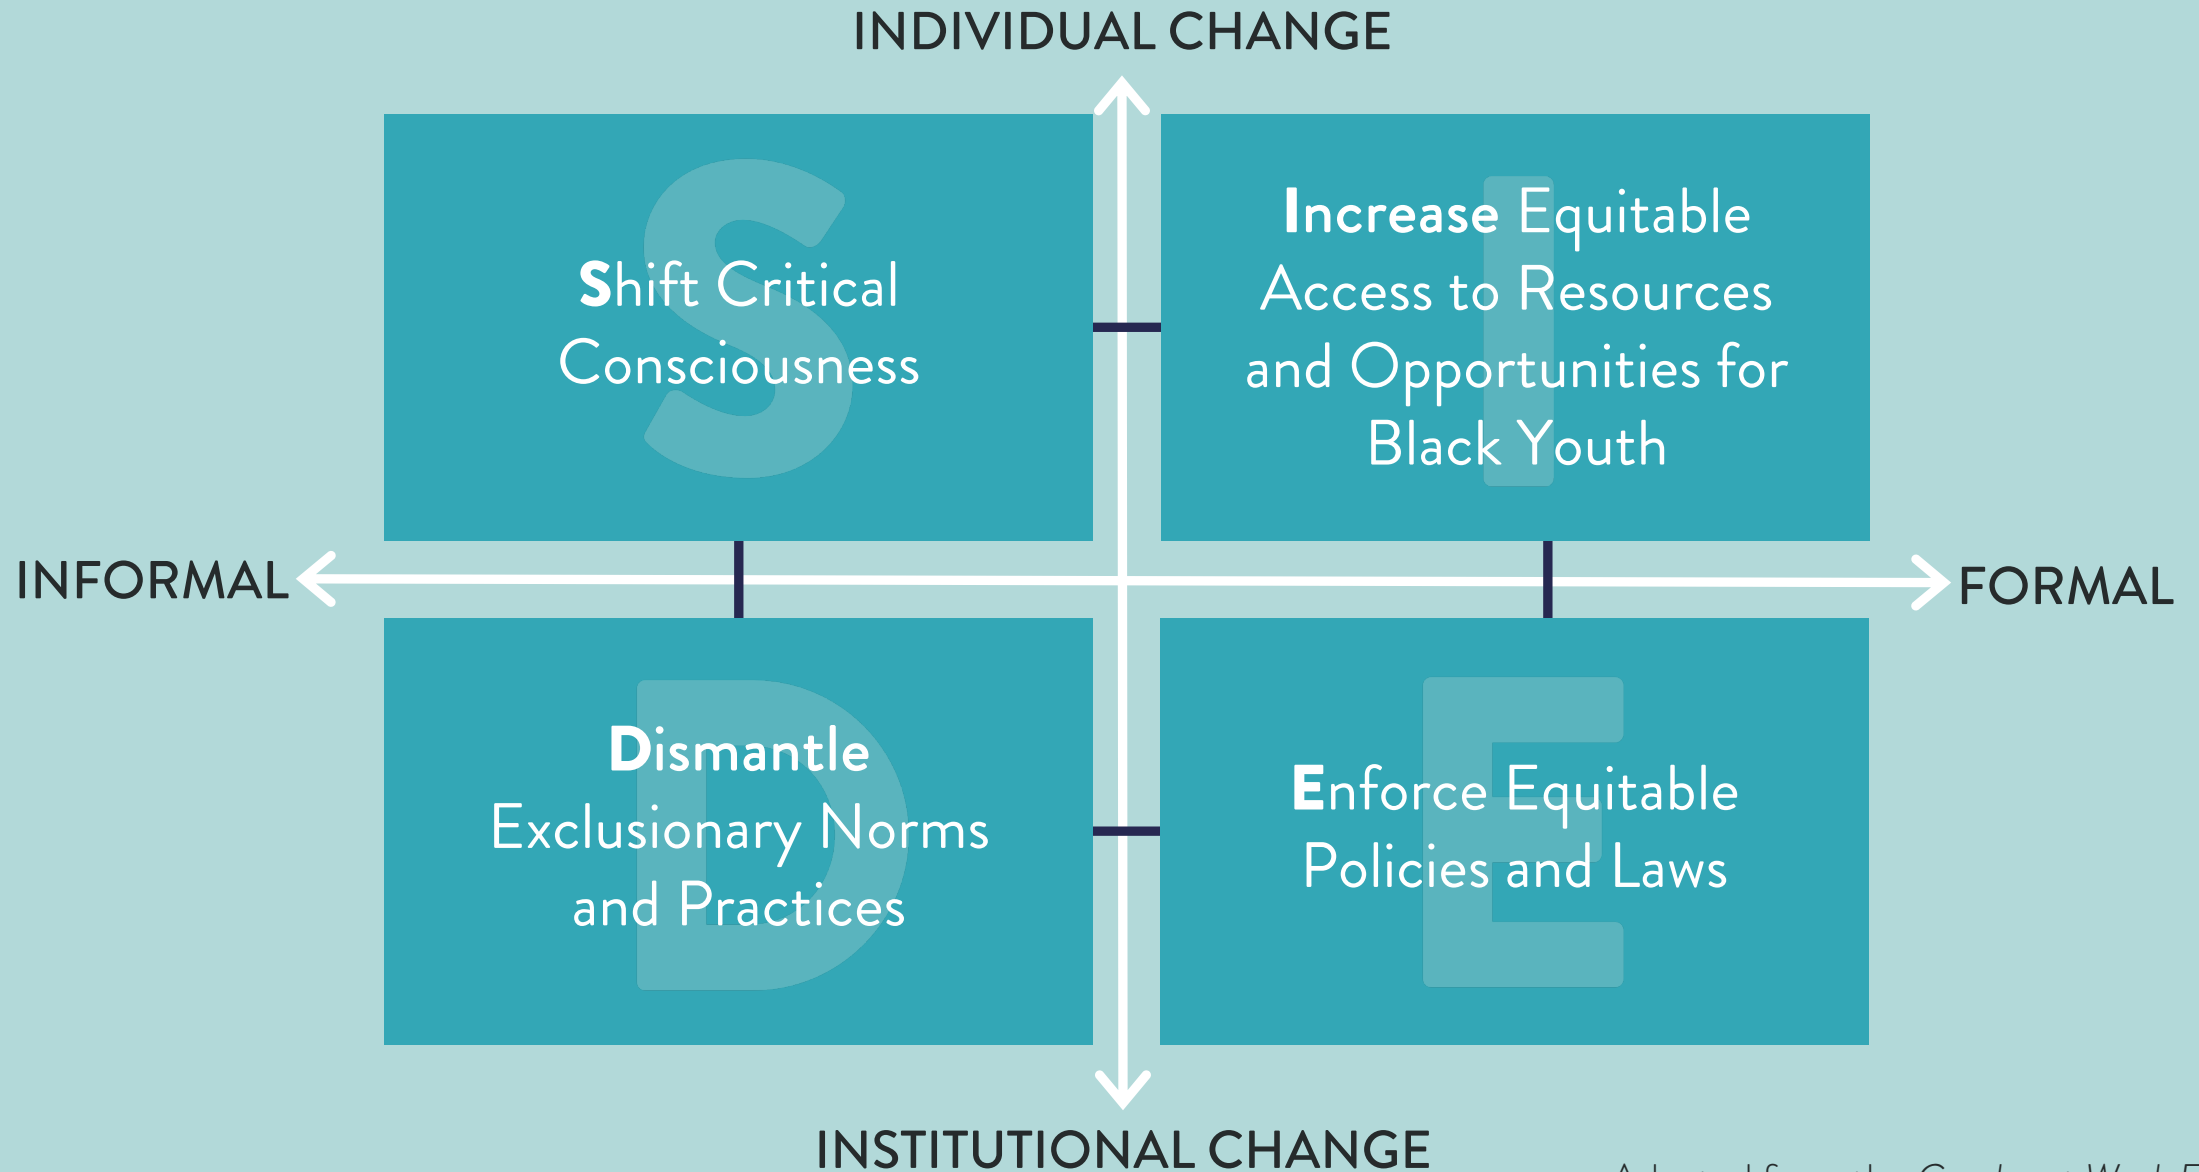 INDIVIDUAL CHANGE
Shift Critical
Consciousness
Increase Equitable
Access to Resources
and Opportunities for
Black Youth
INFORMAL
FORMAL
Dismantle
Exclusionary Norms
and Practices
Enforce Equitable
Policies and Laws
INSTITUTIONAL CHANGE